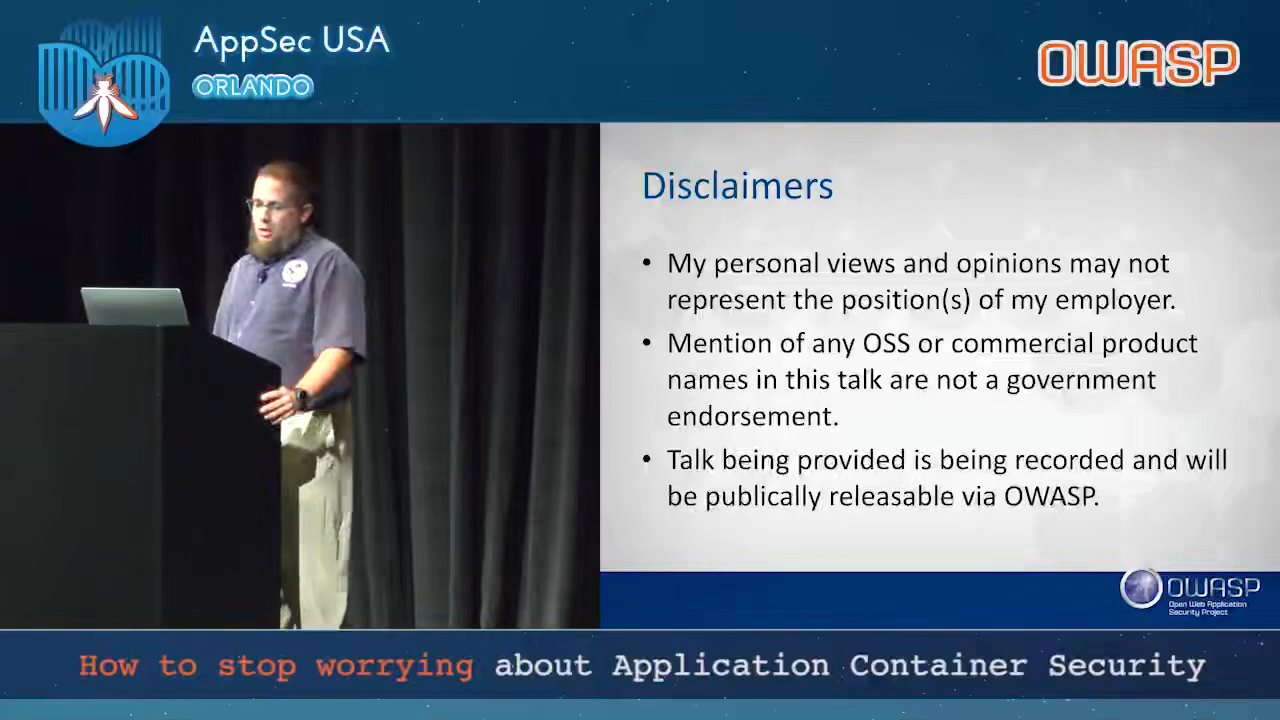 AppSec USA
ORLANDO
OWASP
Disclaimers
• My personal views and opinions may not
represent the position(s) of my employer.
• Mention of any OSS or commercial product
names in this talk are not a government
endorsement.
• Talk being provided is being recorded and will
be publically releasable via OWASP.
OWASP
Open Web Application
Security Project
How to stop worrying about Application Container Security